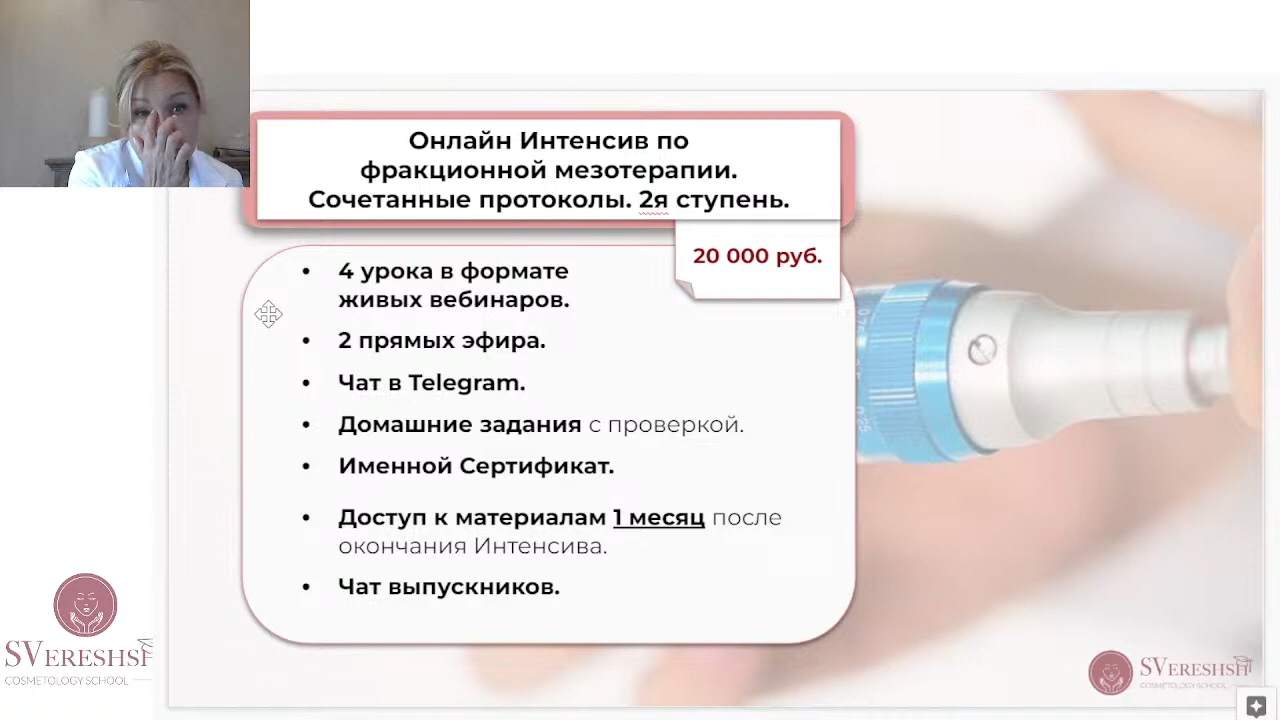 Онлайн Интенсив по
фракционной мезотерапии.
Сочетанные протоколы. 2я ступень.
20 000 руб.
• 4 урока в формате
живых вебинаров.
• 2 прямых эфира.
• Чат в Telegram.
• Домашние задания с проверкой.
• Именной Сертификат.
• Доступ к материалам 1 месяц после
окончания Интенсива.
• Чат выпускников.
SVERESHSH
COSMETOLOGY SCHOOL
SVERESHSH
COSMETOLOGY SCHOOL
0.25